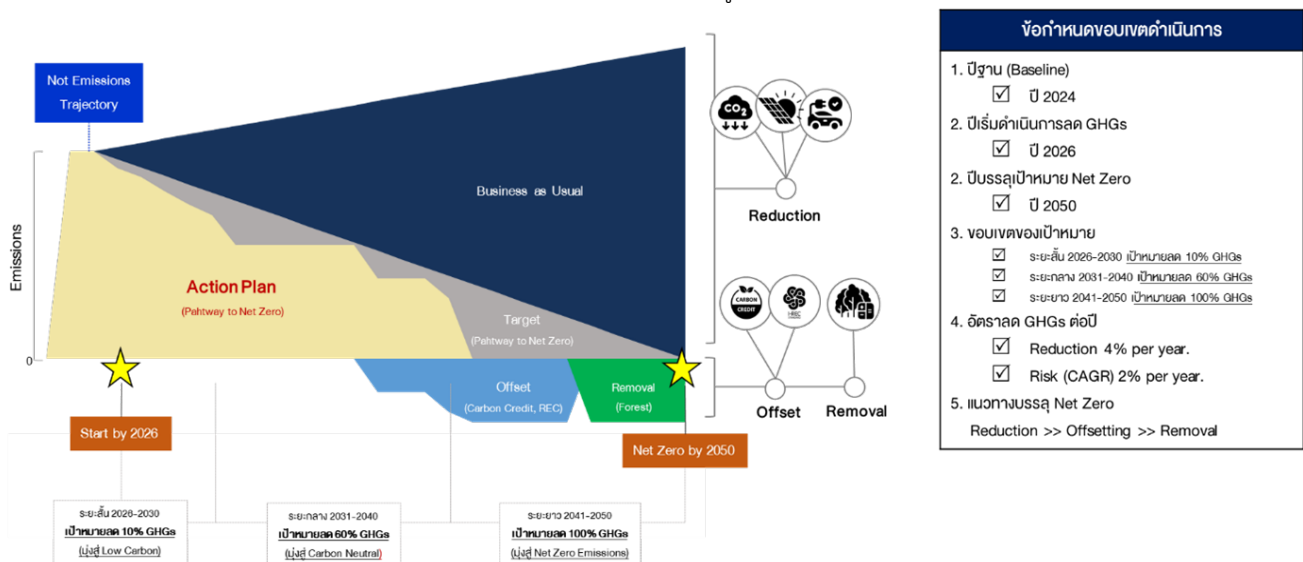 Not Emissions
Trajectory
Emissions
0
Business as Usual
Action Plan
(Pahtway to Net Zero)
Target
(Pahtway to Net Zero)
Offset
(Carbon Credit, REC)
Removal
(Forest)
Start by 2026
Net Zero by 2050
ระยะสั้น 2026-2030
เป้าหมายลด 10% GHGs
(มุ่งสู่ Low Carbon)
ระยะกลาง 2031-2040
เป้าหมายลด 60% GHGs
(มุ่งสู่ Carbon Neutral)
ระยะยาว 2041-2050
เป้าหมายลด 100% GHGs
(มุ่งสู่ Net Zero Emissions)
CO2
Reduction
CARBON
CREDIT
Offset
Removal
ข้อกำหนดขอบเขตดำเนินการ
1. ปีฐาน (Baseline)
ปี 2024
2. ปีเริ่มดำเนินการลด GHGs
ปี 2026
2. ปีบรรลุเป้าหมาย Net Zero
ปี 2050
3. ขอบเขตของเป้าหมาย
ระยะสั้น 2026-2030 เป้าหมายลด 10% GHGs
ระยะกลาง 2031-2040 เป้าหมายลด 60% GHGs
ระยะยาว 2041-2050 เป้าหมายลด 100% GHGs
4. อัตราลด GHGs ต่อปี
Reduction 4% per year.
Risk (CAGR) 2% per year.
5. แนวทางบรรลุ Net Zero
Reduction >> Offsetting >> Removal